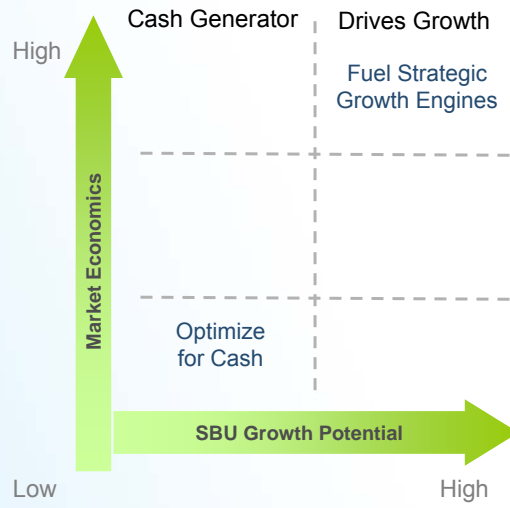 Cash Generator
Drives Growth
High
Fuel Strategic
Growth Engines
Market Economics
Optimize
for Cash
SBU Growth Potential
Low
High